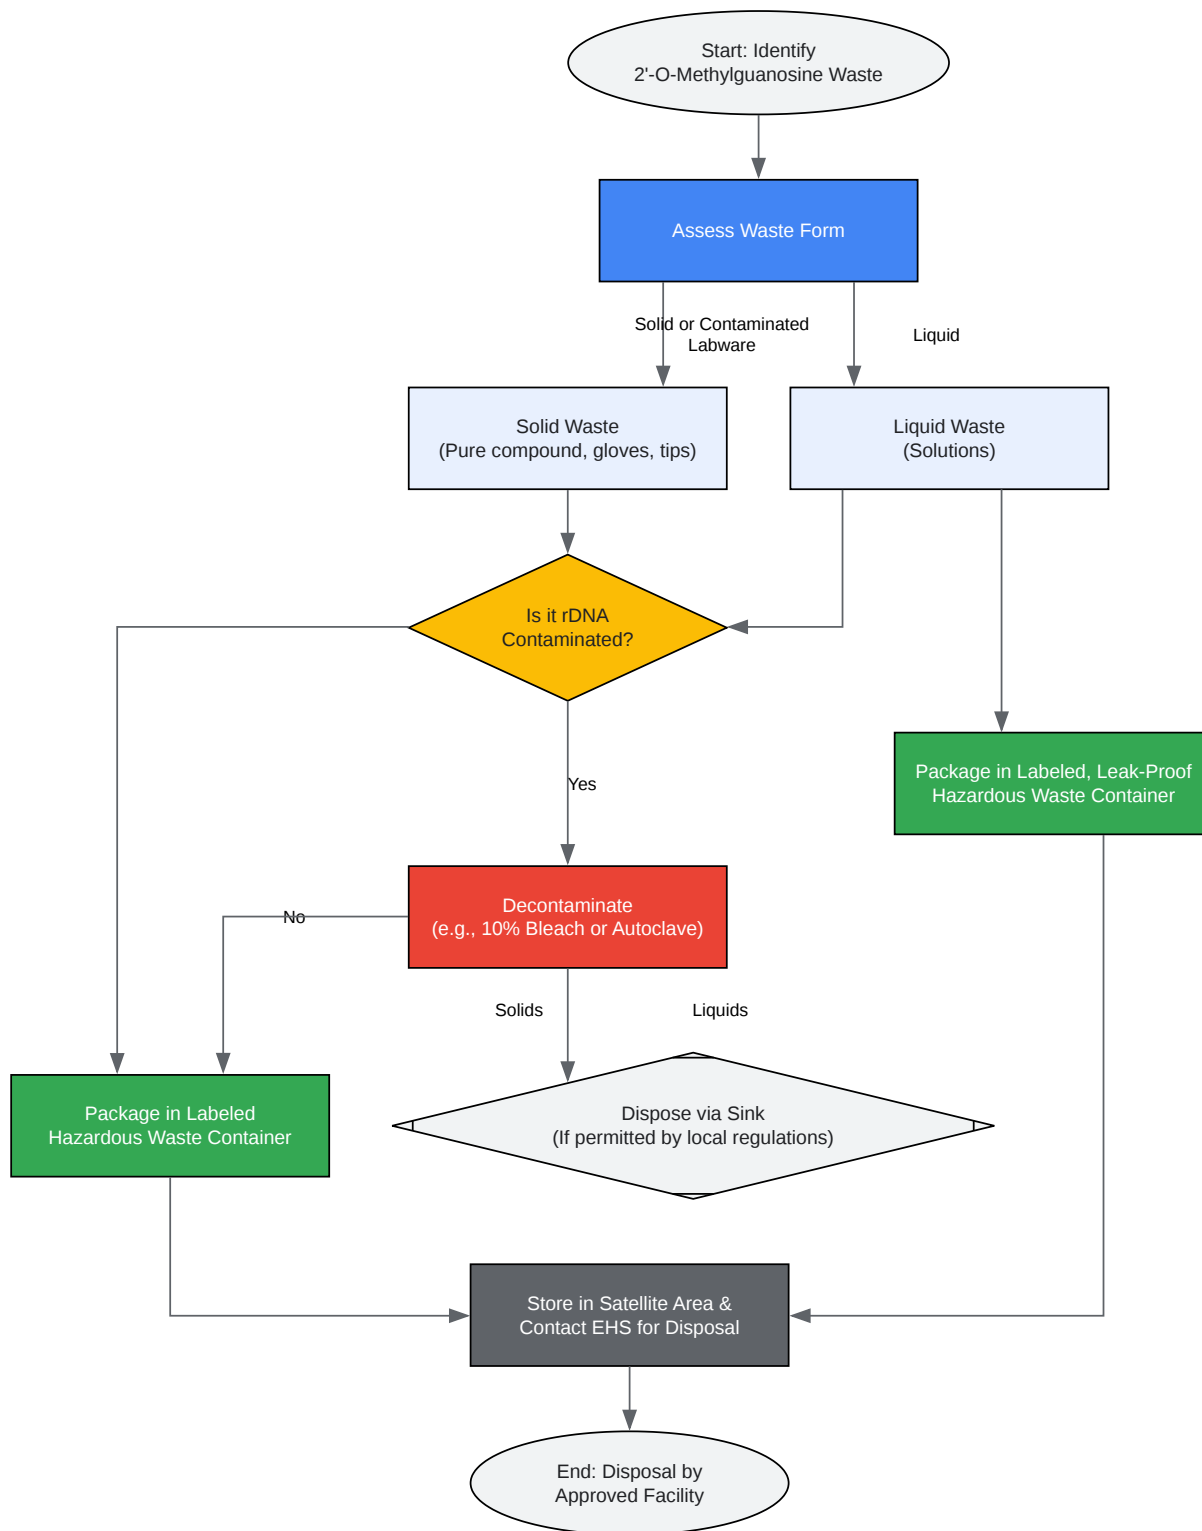 Start: Identify
2'-O-Methylguanosine Waste
Assess Waste Form
Solid or Contaminated
Labware
Liquid
Solid Waste
(Pure compound, gloves, tips)
Liquid Waste
(Solutions)
Is it rDNA
Contaminated?
Yes
Package in Labeled, Leak-Proof
Hazardous Waste Container
Decontaminate
(e.g., 10% Bleach or Autoclave)
No
Solids
Liquids
Package in Labeled
Hazardous Waste Container
Dispose via Sink
(If permitted by local regulations)
Store in Satellite Area &
Contact EHS for Disposal
End: Disposal by
Approved Facility